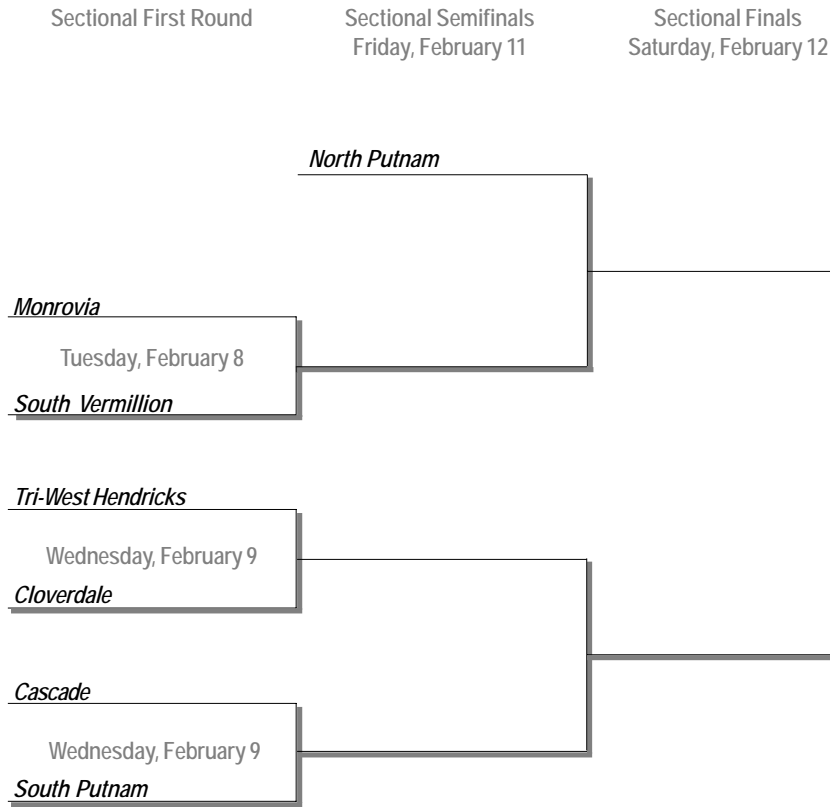 Sectional First Round
Sectional Semifinals
Friday, February 11
Sectional Finals
Saturday, February 12
North Putnam
Monrovia
Tuesday, February 8
South Vermillion
Tri-West Hendricks
Wednesday, February 9
Cloverdale
Cascade
Wednesday, February 9
South Putnam